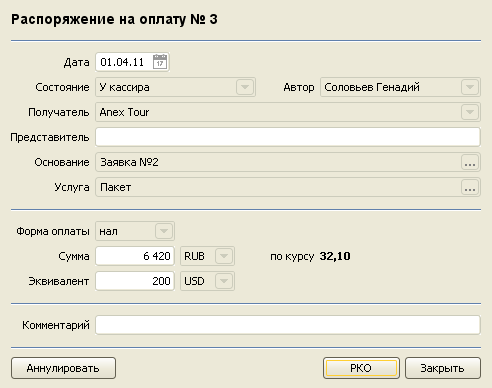 Распоряжение на оплату № 3
Дата 01.04.11 17
Состояние У кассира Автор Соловьев Генадий
Получатель Anex Tour
Представитель
Основание Заявка №2 ...
Услуга Пакет ...
Форма оплаты нал
Сумма 6 420 RUB по курсу 32,10
Эквивалент 200 USD
Комментарий
Аннулировать РКО Закрыть